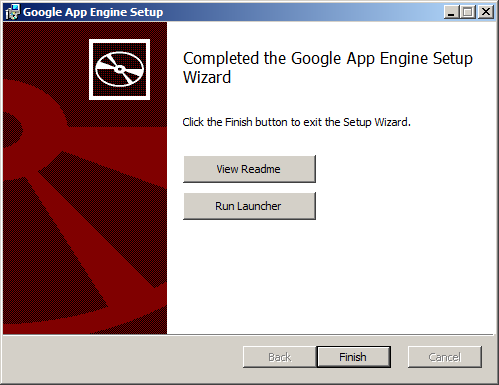 Google App Engine Setup
Completed the Google App Engine Setup
Wizard
Click the Finish button to exit the Setup Wizard.
View Readme
Run Launcher
Back
Finish
Cancel